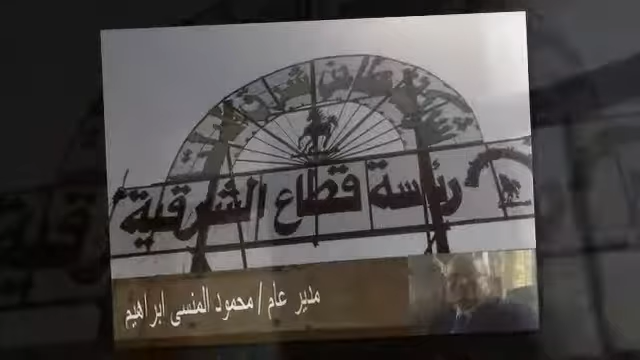 رئاسة قطاع الشرقية
مدير عام / محمود المنسى ابراهيم